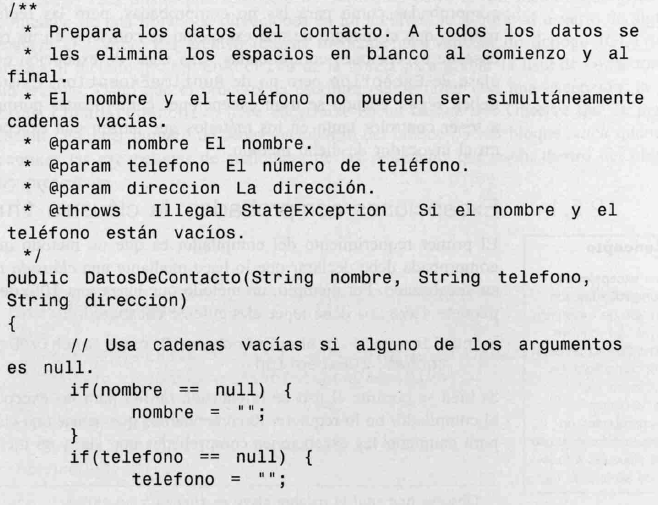 /**
* Prepara los datos del contacto. A todos los datos se
* le eliminan los espacios en blanco al comienzo y al
final.
* El nombre y el teléfono no pueden ser simultáneamente
cadenas vacías.
* @param nombre El nombre.
* @param telefono El número de teléfono.
* @param direccion La dirección.
* @throws Illegal StateException Si el nombre y el
teléfono están vacíos.
*/
public DatosDeContacto(String nombre, String telefono,
String direccion)
{
// Usa cadenas vacías si alguno de los argumentos
es null.
if(nombre == null) {
nombre = "";
}
if(telefono == null) {
telefono = "";